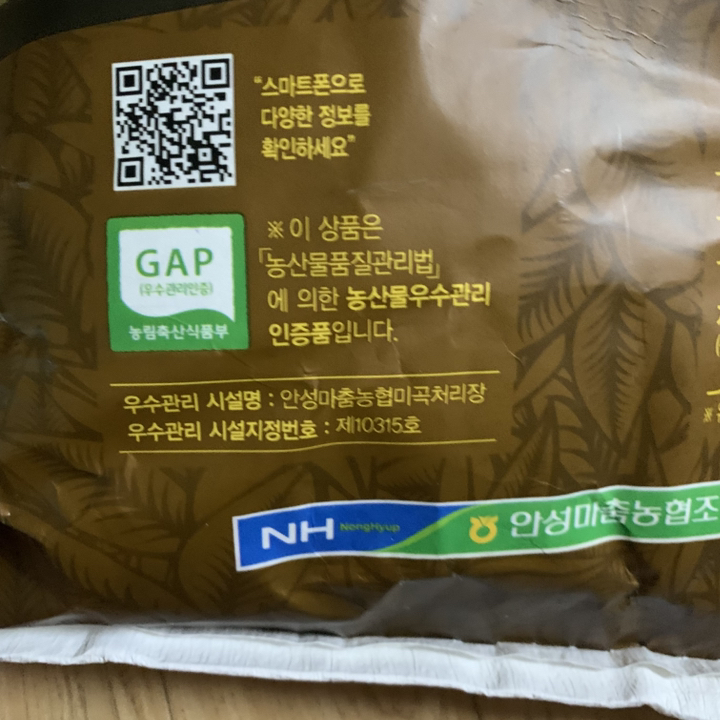 "스마트폰으로
다양한 정보를
확인하세요"
GAP
(우수관리인증)
농림축산식품부
※ 이 상품은
「농산물품질관리법」
에 의한 농산물우수관리
인증품입니다.
우수관리 시설명 : 안성마춤농협미곡처리장
우수관리 시설지정번호 : 제10315호
NH NongHyup 안성마춤농협조